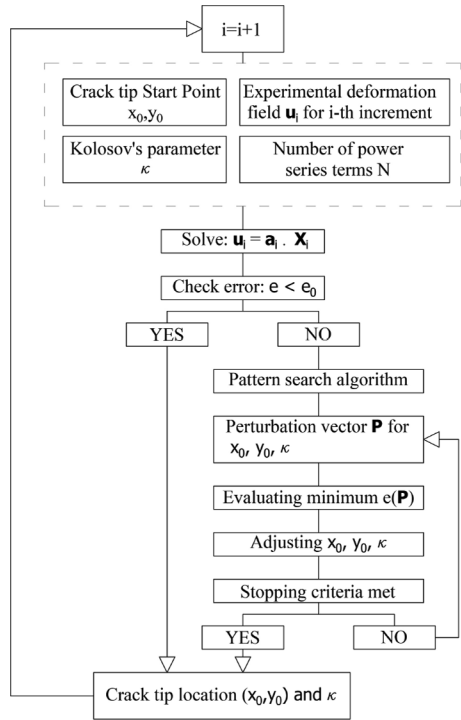 i=i+1
Crack tip Start Point
x₀,y₀
Experimental deformation
field uᵢ for i-th increment
Kolosov's parameter
κ
Number of power
series terms N
Solve: uᵢ = aᵢ . Xᵢ
Check error: e < e₀
YES
NO
Pattern search algorithm
Perturbation vector P for
x₀, y₀, κ
Evaluating minimum e(P)
Adjusting x₀, y₀, κ
Stopping criteria met
YES
NO
Crack tip location (x₀,y₀) and κ